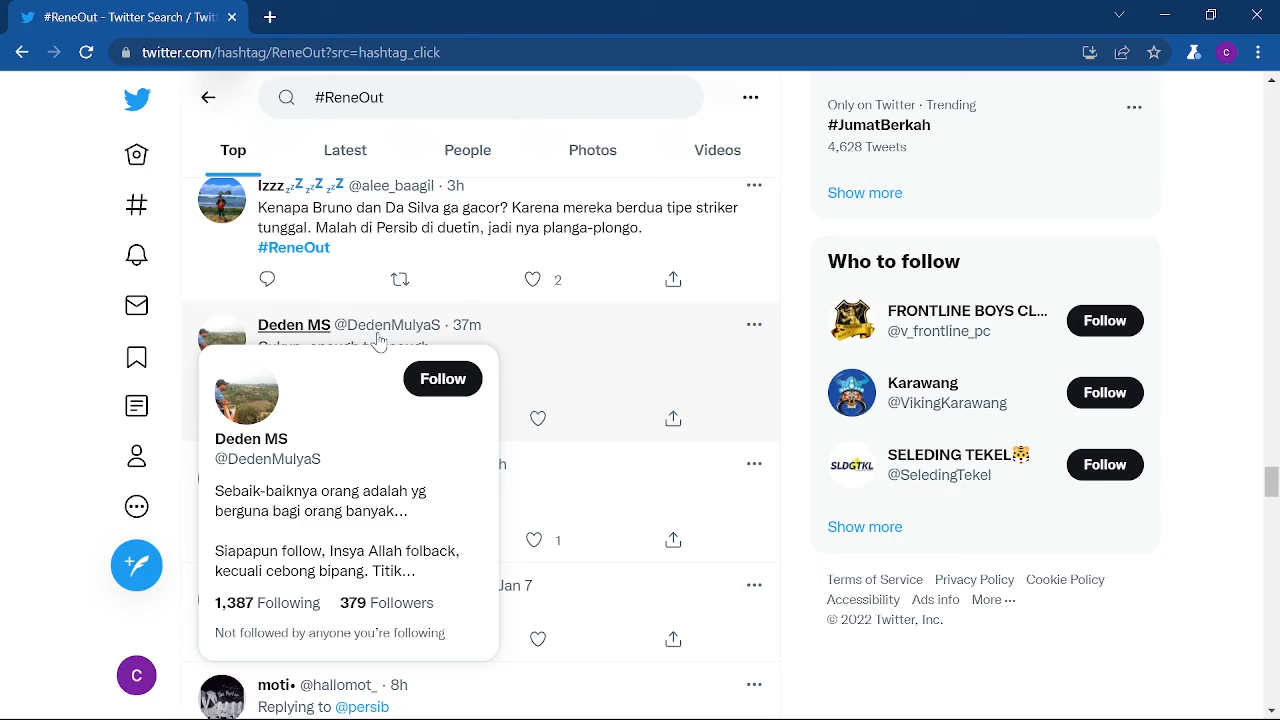 #ReneOut - Twitter Search / Twitt
twitter.com/hashtag/ReneOut?src=hashtag_click
C
#ReneOut
Top
Latest
People
Photos
Videos
Izzz💤💤💤 @alee_baagil · 3h
Kenapa Bruno dan Da Silva ga gacor? Karena mereka berdua tipe striker
tunggal. Malah di Persib di duetin, jadi nya planga-plongo.
#ReneOut
2
Deden MS @DedenMulyaS · 37m
Follow
Deden MS
@DedenMulyaS
Sebaik-baiknya orang adalah yg
berguna bagi orang banyak...
Siapapun follow, Insya Allah folback,
kecuali cebong bipang. Titik...
1,387 Following 379 Followers
Not followed by anyone you're following
h
1
Jan 7
moti• @hallomot_ · 8h
Replying to @persib
C
Only on Twitter · Trending
#JumatBerkah
4,628 Tweets
Show more
Who to follow
FRONTLINE BOYS CL...
@v_frontline_pc
Follow
Karawang
@VikingKarawang
Follow
SLDGTKL
SELEDING TEKEL🐯
@SeledingTekel
Follow
Show more
Terms of Service Privacy Policy Cookie Policy
Accessibility Ads info More ···
© 2022 Twitter, Inc.